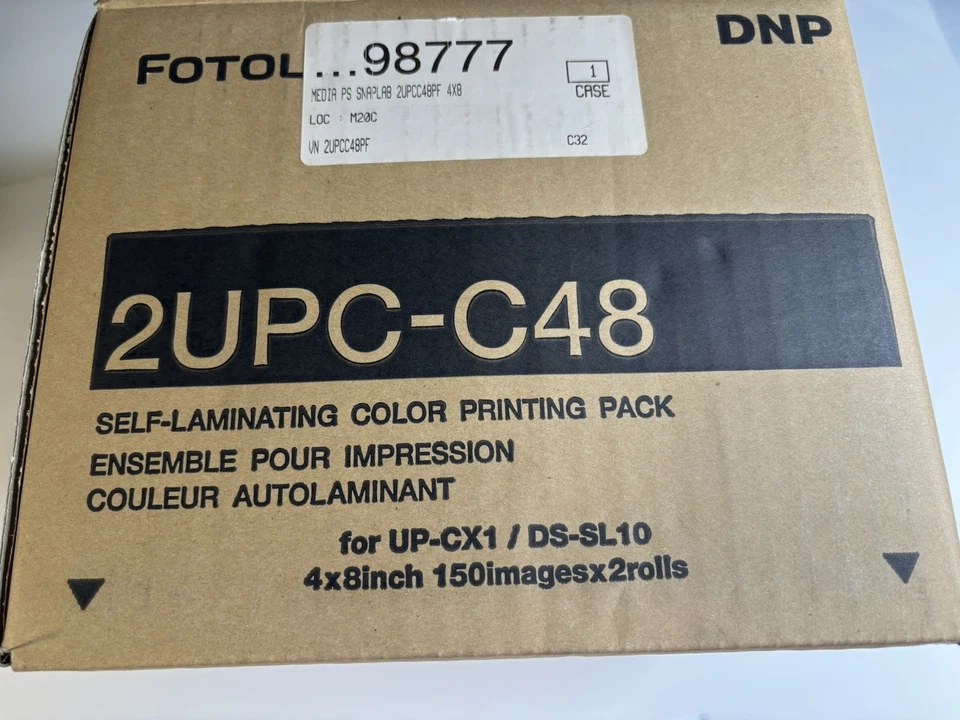 FOTOL
DNP
...98777
1
CASE
MEDIA PS SNAPLAB 2UPCC48PF 4X8
LOC : M20C
VN 2UPCC48PF
C32
2UPC-C48
SELF-LAMINATING COLOR PRINTING PACK
ENSEMBLE POUR IMPRESSION
COULEUR AUTOLAMINANT
for UP-CX1 / DS-SL10
4x8inch 150imagesx2rolls